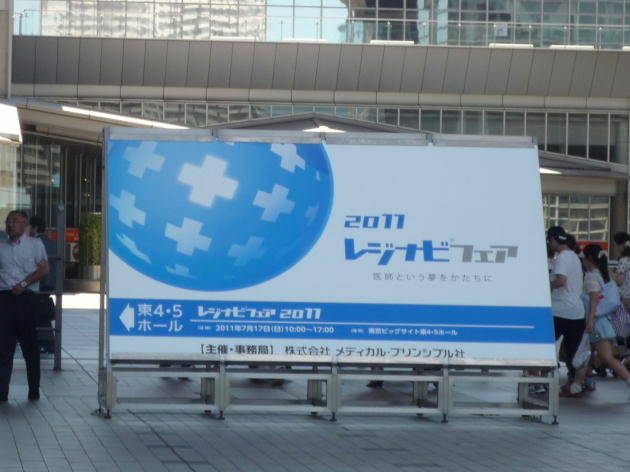 2011
レジナビフェア
医師という夢をかたちに
東4・5
ホール
レジナビフェア 2011
2011年7月17日(日)10:00〜17:00
東京ビッグサイト東4・5ホール
【主催・事務局】 株式会社 メディカル・プリンシプル社